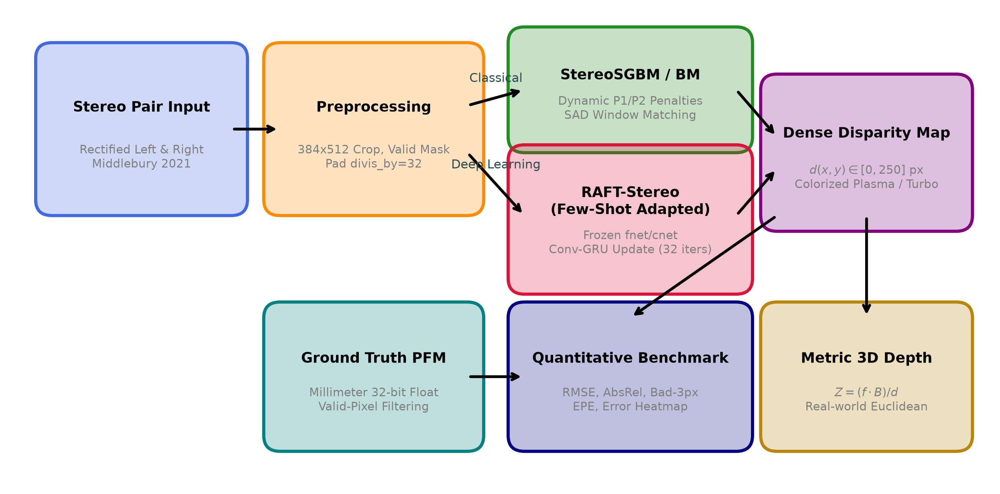 Stereo Pair Input
Rectified Left & Right
Middlebury 2021
Preprocessing
384x512 Crop, Valid Mask
Pad divis_by=32
Classical
Deep Learning
StereoSGBM / BM
Dynamic P1/P2 Penalties
SAD Window Matching
RAFT-Stereo
(Few-Shot Adapted)
Frozen fnet/cnet
Conv-GRU Update (32 iters)
Dense Disparity Map
d(x, y) ∈ [0, 250] px
Colorized Plasma / Turbo
Ground Truth PFM
Millimeter 32-bit Float
Valid-Pixel Filtering
Quantitative Benchmark
RMSE, AbsRel, Bad-3px
EPE, Error Heatmap
Metric 3D Depth
Z = (f · B)/d
Real-world Euclidean